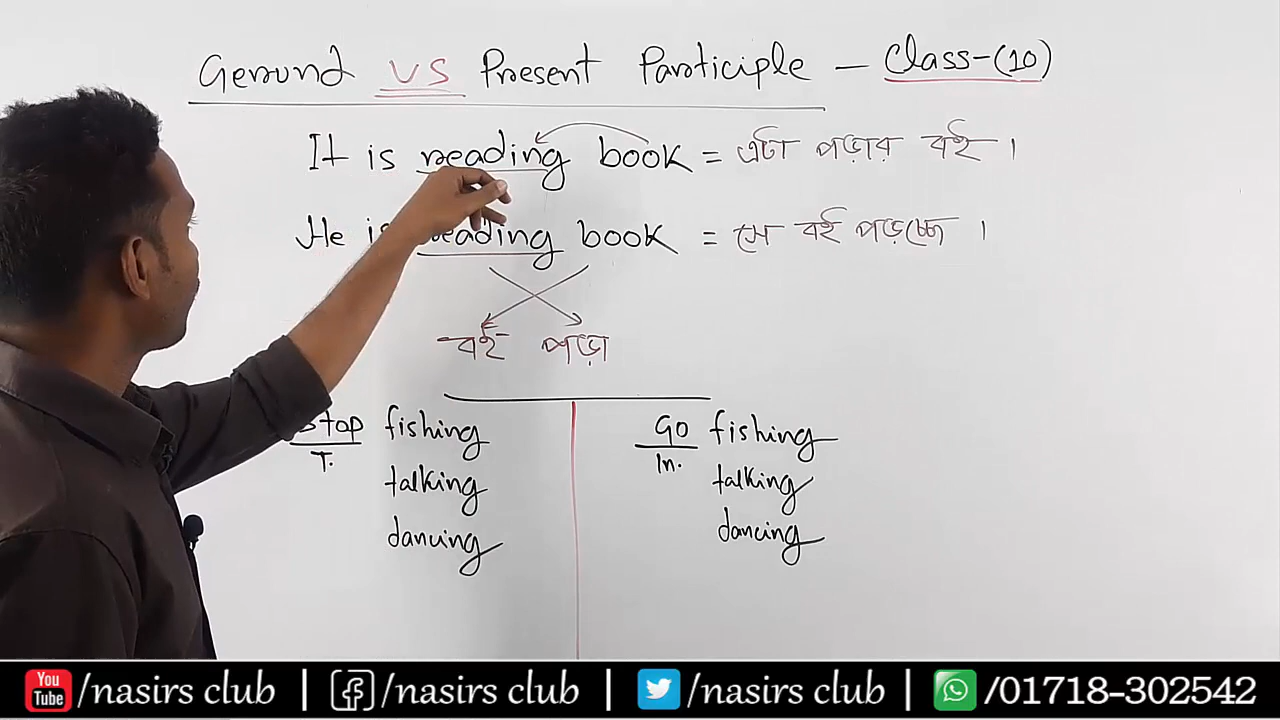 Gerund VS Present Participle – Class-(10)
It is reading book = এটা পড়ার বই।
He is reading book = সে বই পড়ছে।
বই পড়া
Stop fishing
T.
talking
dancing
Go fishing
In.
talking
dancing
You Tube /nasirs club | f /nasirs club | /nasirs club | /01718-302542